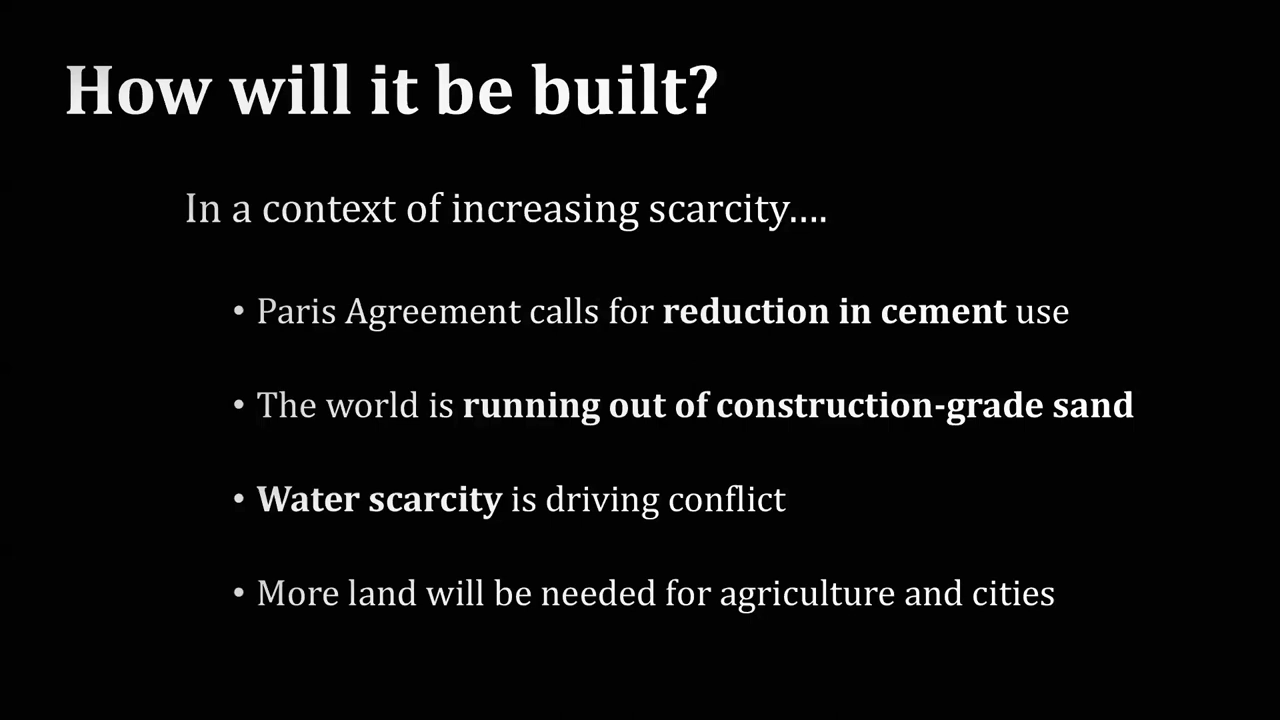 How will it be built?
In a context of increasing scarcity....
• Paris Agreement calls for reduction in cement use
• The world is running out of construction-grade sand
• Water scarcity is driving conflict
• More land will be needed for agriculture and cities